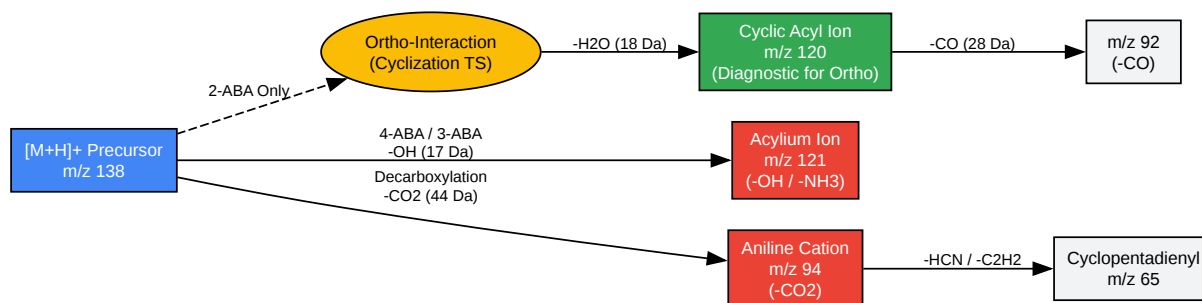 Ortho-Interaction
(Cyclization TS)
-H2O (18 Da)
Cyclic Acyl Ion
m/z 120
(Diagnostic for Ortho)
-CO (28 Da)
m/z 92
(-CO)
2-ABA Only
[M+H]+ Precursor
m/z 138
4-ABA / 3-ABA
-OH (17 Da)
Acylium Ion
m/z 121
(-OH / -NH3)
Decarboxylation
-CO2 (44 Da)
Aniline Cation
m/z 94
(-CO2)
-HCN / -C2H2
Cyclopentadienyl
m/z 65